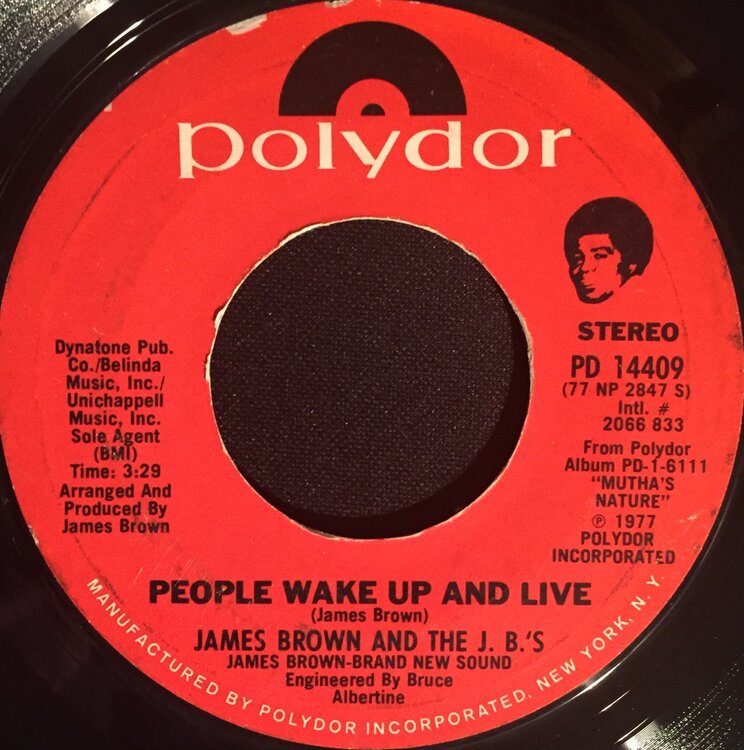 polydor
STEREO
PD 14409
(77 NP 2847 S)
Intl. #
2066 833
From Polydor
Album PD-1-6111
"MUTHA'S
NATURE"
℗ 1977
POLYDOR
INCORPORATED
Dynatone Pub.
Co./Belinda
Music, Inc./
Unichappell
Music, Inc.
Sole Agent
(BMI)
Time: 3:29
Arranged And
Produced By
James Brown
PEOPLE WAKE UP AND LIVE
(James Brown)
JAMES BROWN AND THE J. B.'S
JAMES BROWN-BRAND NEW SOUND
Engineered By Bruce
Albertine
MANUFACTURED BY POLYDOR INCORPORATED, NEW YORK, N. Y.